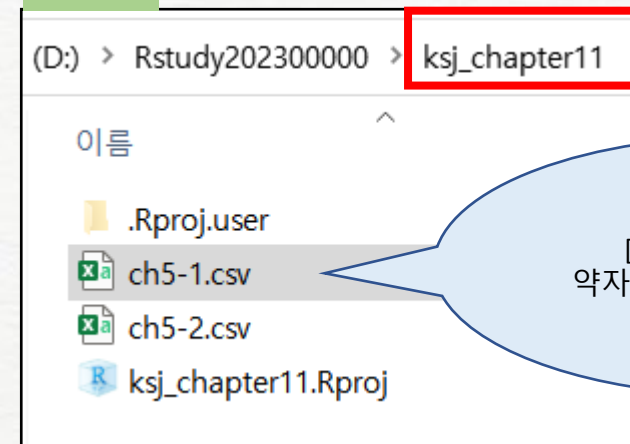 (D:) > Rstudy202300000 > ksj_chapter11
이름
.Rproj.user
ch5-1.csv
ch5-2.csv
ksj_chapter11.Rproj
[
약자